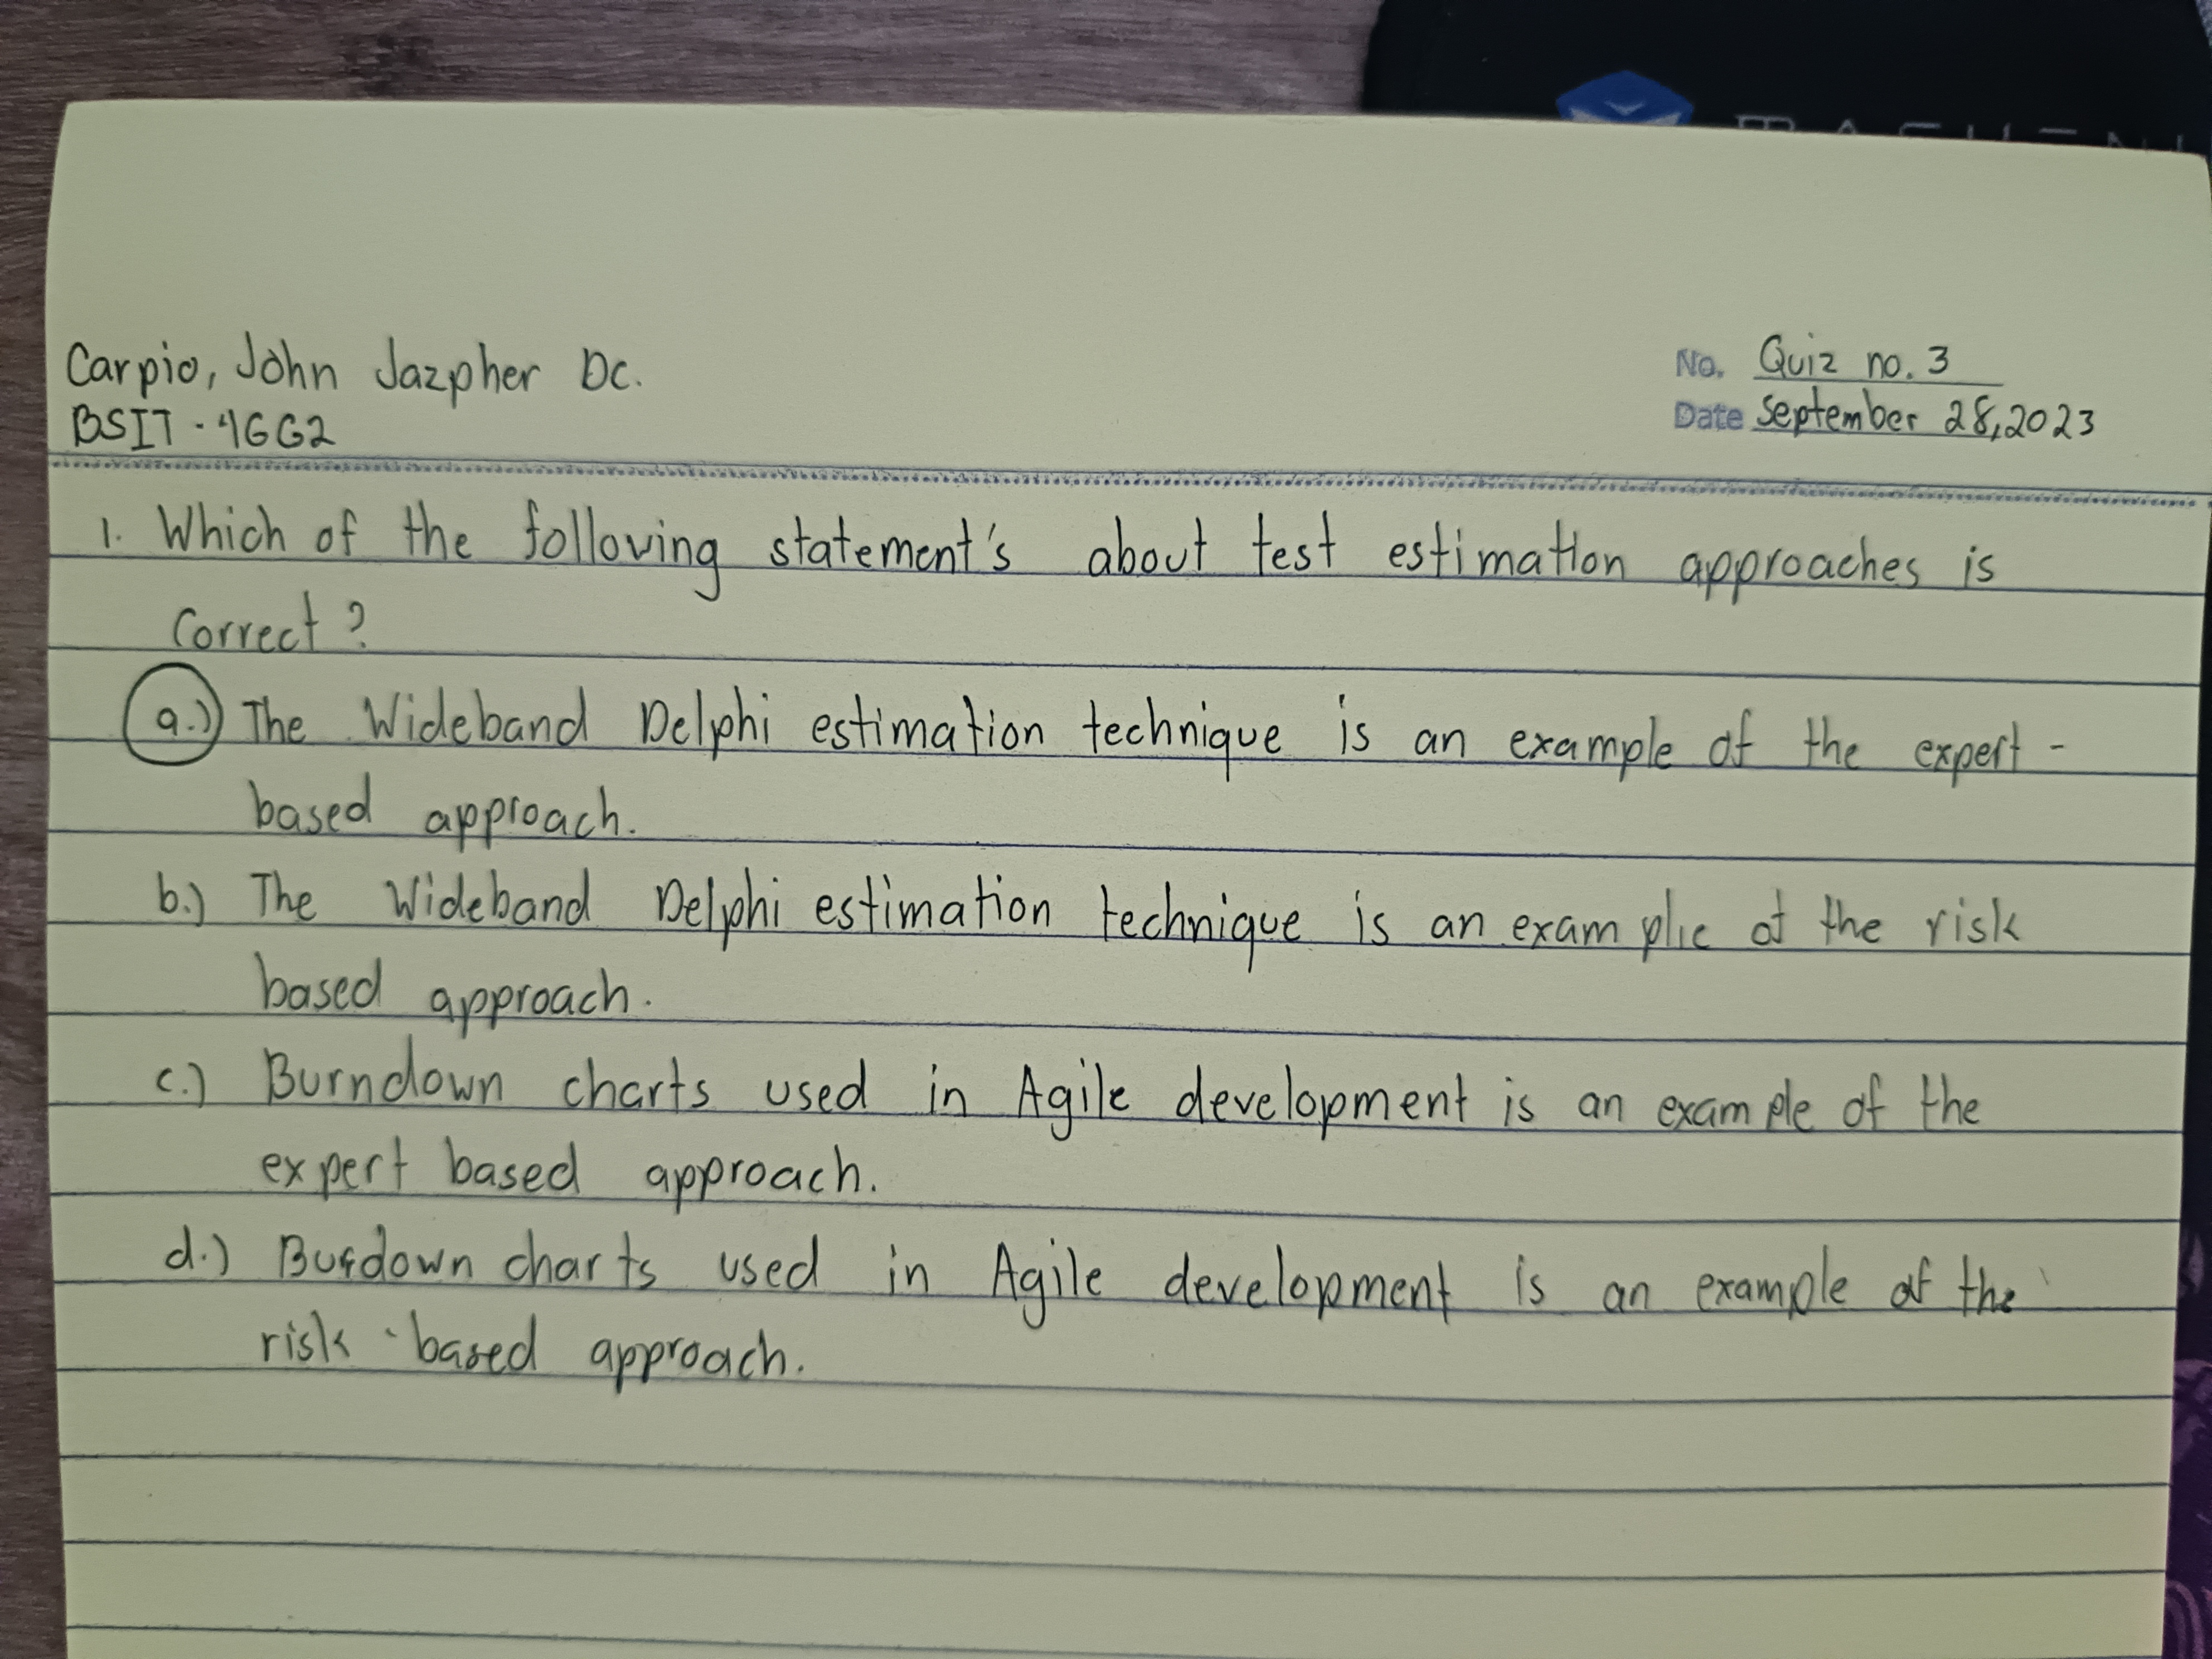 Carpio, John Jazpher Dc.
BSIT - 4GG2
No. Quiz no. 3
Date September 28, 2023
1. Which of the following statement's about test estimation approaches is
correct?
a.) The Wideband Delphi estimation technique is an example of the expert -
based approach.
b.) The Wideband Delphi estimation technique is an examplie of the risk
based approach.
c.) Burndown charts used in Agile development is an example of the
expert based approach.
d.) Burdown charts used in Agile development is an example of the
risk - based approach.